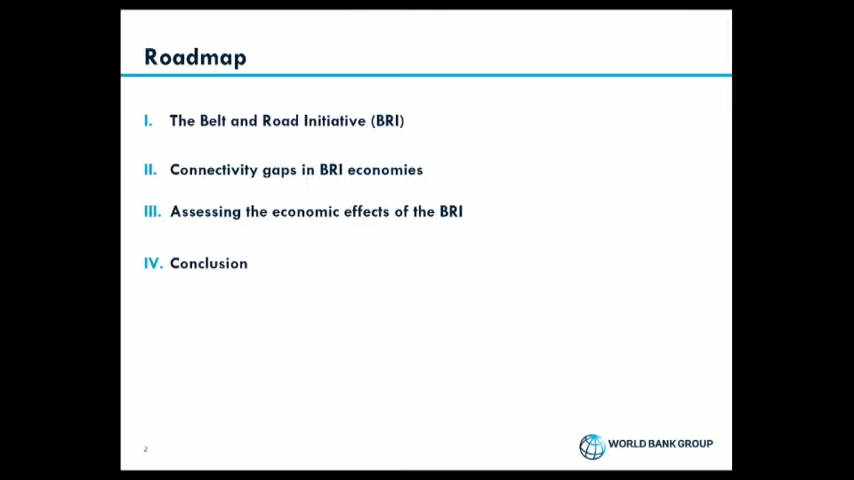 Roadmap
I. The Belt and Road Initiative (BRI)
II. Connectivity gaps in BRI economies
III. Assessing the economic effects of the BRI
IV. Conclusion
2
WORLD BANK GROUP